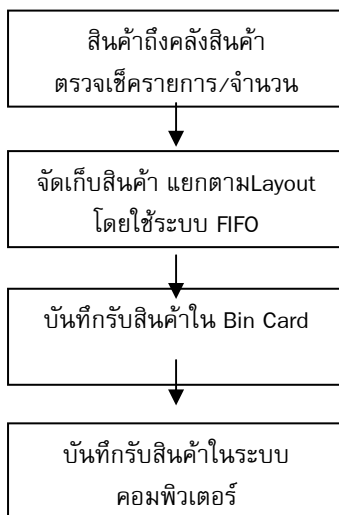 สินค้าถึงคลังสินค้า
ตรวจเช็ครายการ/จำนวน
จัดเก็บสินค้า แยกตามLayout
โดยใช้ระบบ FIFO
บันทึกรับสินค้าใน Bin Card
บันทึกรับสินค้าในระบบ
คอมพิวเตอร์